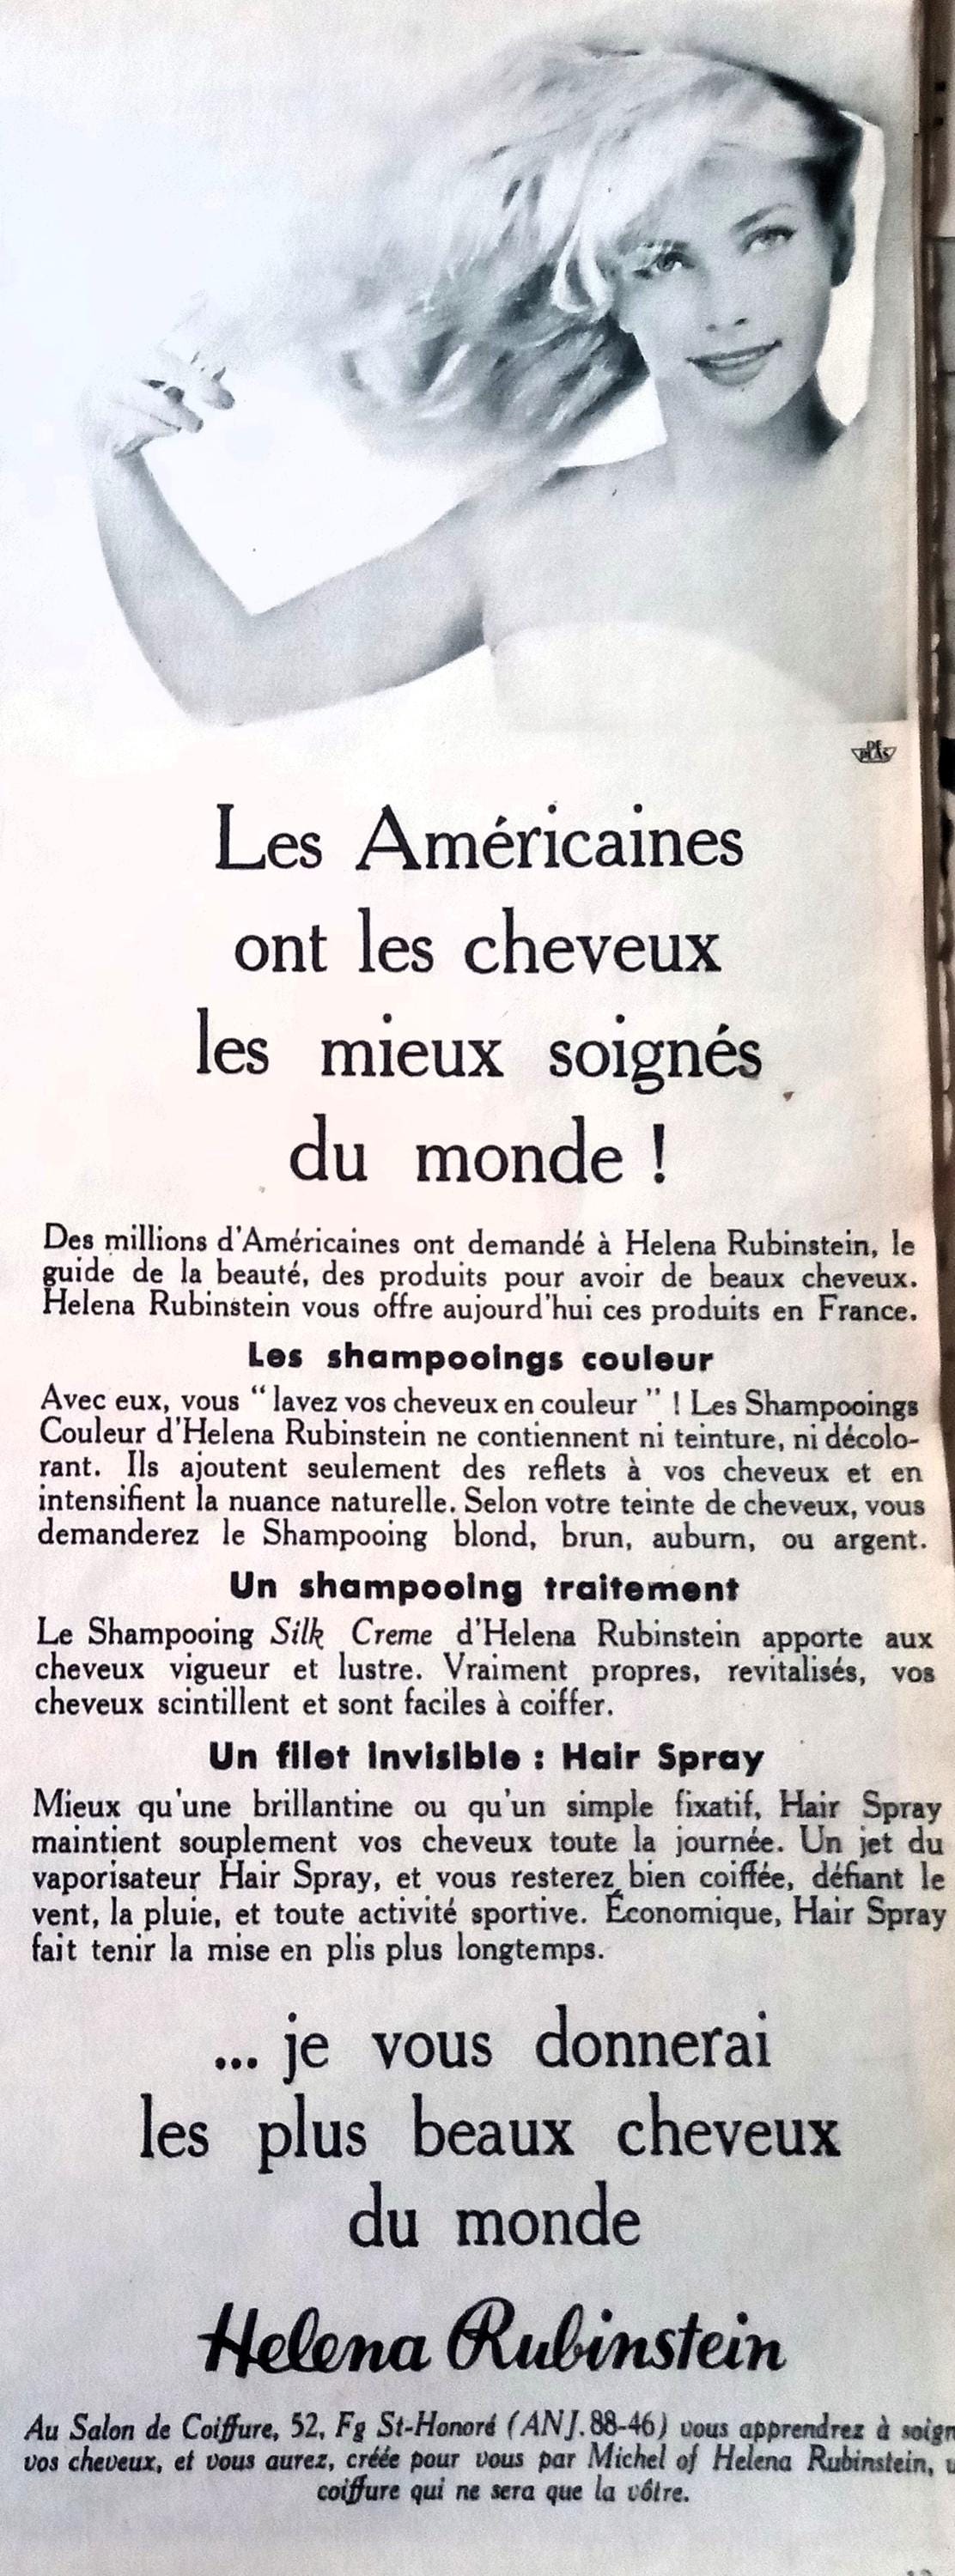 DE
PLAS
Les Américaines
ont les cheveux
les mieux soignés
du monde !
Des millions d'Américaines ont demandé à Helena Rubinstein, le
guide de la beauté, des produits pour avoir de beaux cheveux.
Helena Rubinstein vous offre aujourd'hui ces produits en France.
Les shampooings couleur
Avec eux, vous “ lavez vos cheveux en couleur ” ! Les Shampooings
Couleur d'Helena Rubinstein ne contiennent ni teinture, ni décolo-
rant. Ils ajoutent seulement des reflets à vos cheveux et en
intensifient la nuance naturelle. Selon votre teinte de cheveux, vous
demanderez le Shampooing blond, brun, auburn, ou argent.
Un shampooing traitement
Le Shampooing Silk Creme d'Helena Rubinstein apporte aux
cheveux vigueur et lustre. Vraiment propres, revitalisés, vos
cheveux scintillent et sont faciles à coiffer.
Un filet invisible : Hair Spray
Mieux qu'une brillantine ou qu'un simple fixatif, Hair Spray
maintient souplement vos cheveux toute la journée. Un jet du
vaporisateur Hair Spray, et vous resterez bien coiffée, défiant le
vent, la pluie, et toute activité sportive. Économique, Hair Spray
fait tenir la mise en plis plus longtemps.
... je vous donnerai
les plus beaux cheveux
du monde
Helena Rubinstein
Au Salon de Coiffure, 52, Fg St-Honoré (ANJ. 88-46) vous apprendrez à soign
vos cheveux, et vous aurez, créée pour vous par Michel of Helena Rubinstein, u
coiffure qui ne sera que la vôtre.